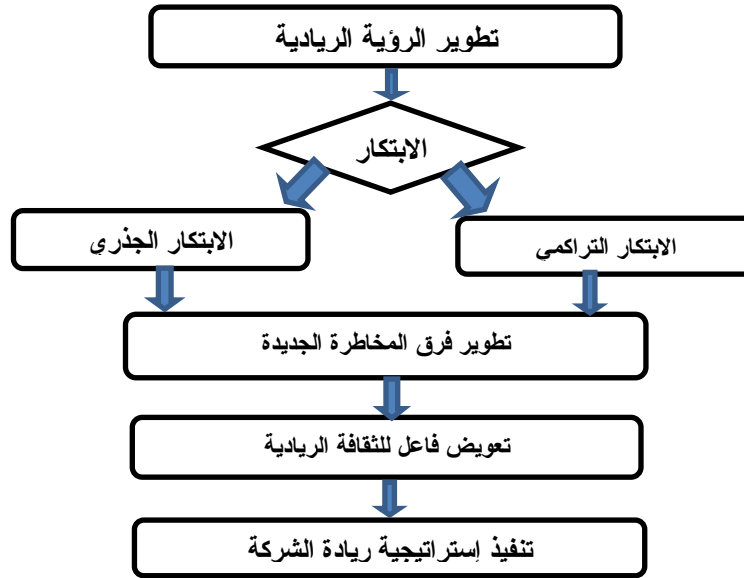 تطوير الرؤية الريادية
الابتكار
الابتكار التراكمي
الابتكار الجذري
تطوير فرق المخاطرة الجديدة
تعويض فاعل للثقافة الريادية
تنفيذ إستراتيجية ريادة الشركة